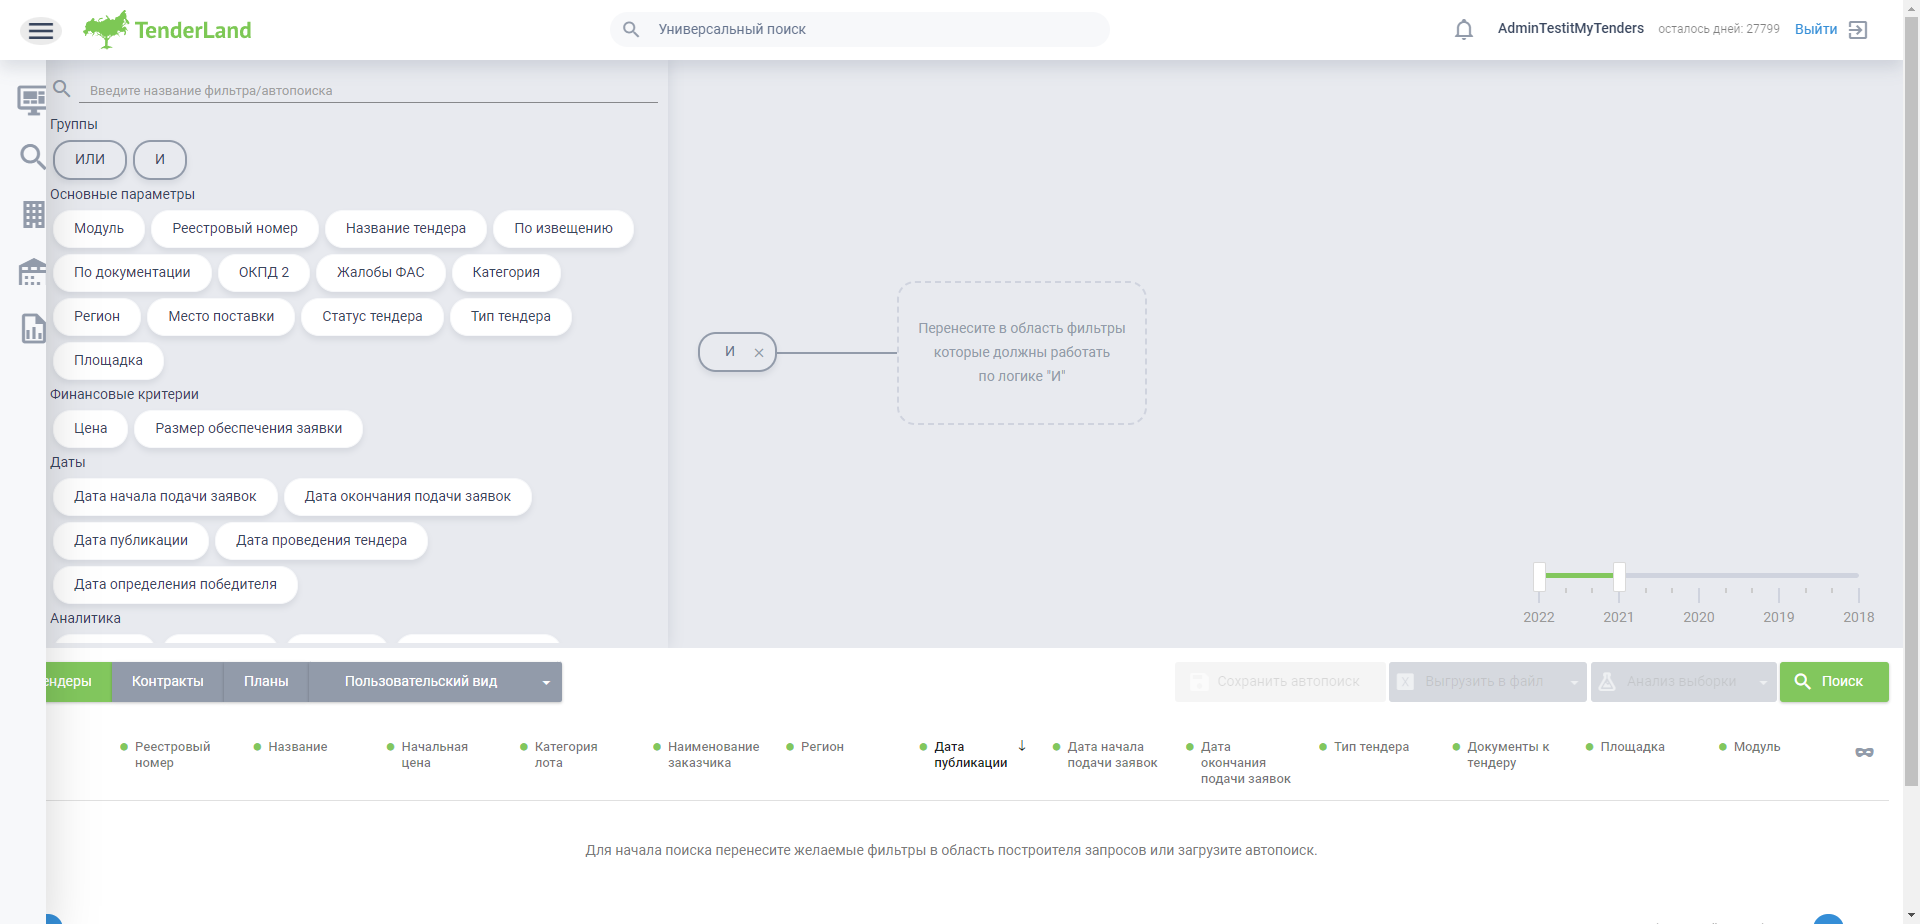 TenderLand
Универсальный поиск
AdminTestitMyTenders
осталось дней: 27799
Выйти
Введите название фильтра/автопоиска
Группы
ИЛИ
И
Основные параметры
Модуль
Реестровый номер
Название тендера
По извещению
По документации
ОКПД 2
Жалобы ФАС
Категория
Регион
Место поставки
Статус тендера
Тип тендера
Площадка
Финансовые критерии
Цена
Размер обеспечения заявки
Даты
Дата начала подачи заявок
Дата окончания подачи заявок
Дата публикации
Дата проведения тендера
Дата определения победителя
Аналитика
И
Перенесите в область фильтры
которые должны работать
по логике "И"
2022
2021
2020
2019
2018
ендеры
Контракты
Планы
Пользовательский вид
Сохранить автопоиск
Выгрузить в файл
Анализ выборки
Поиск
Реестровый
номер
Название
Начальная
цена
Категория
лота
Наименование
заказчика
Регион
Дата
публикации
Дата начала
подачи заявок
Дата
окончания
подачи заявок
Тип тендера
Документы к
тендеру
Площадка
Модуль
Для начала поиска перенесите желаемые фильтры в область построителя запросов или загрузите автопоиск.